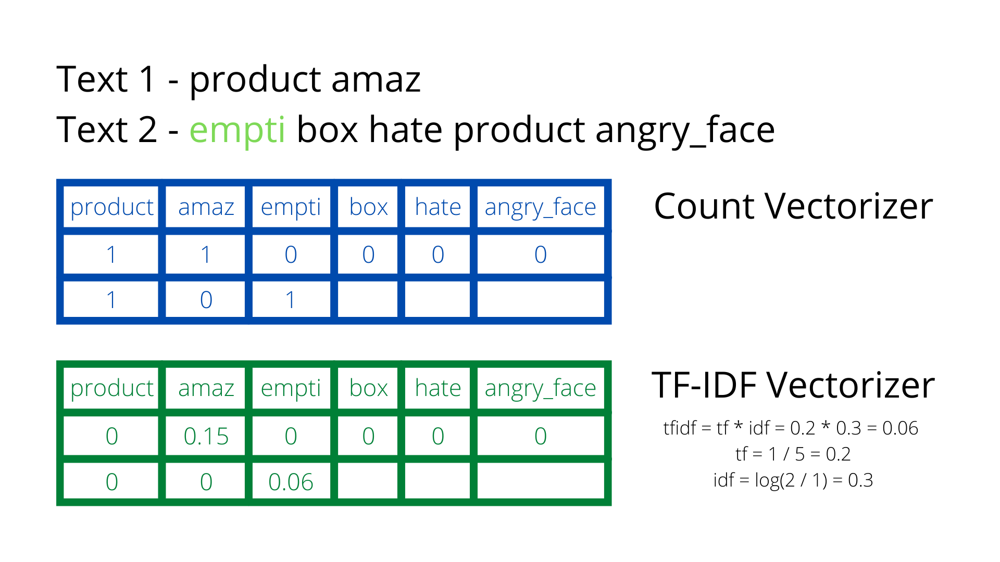 Text 1 - product amaz
Text 2 - empti box hate product angry_face
product amaz empti box hate angry_face
1 1 0 0 0 0
1 0 1
Count Vectorizer
product amaz empti box hate angry_face
0 0.15 0 0 0 0
0 0 0.06
TF-IDF Vectorizer
tfidf = tf * idf = 0.2 * 0.3 = 0.06
tf = 1 / 5 = 0.2
idf = log(2 / 1) = 0.3